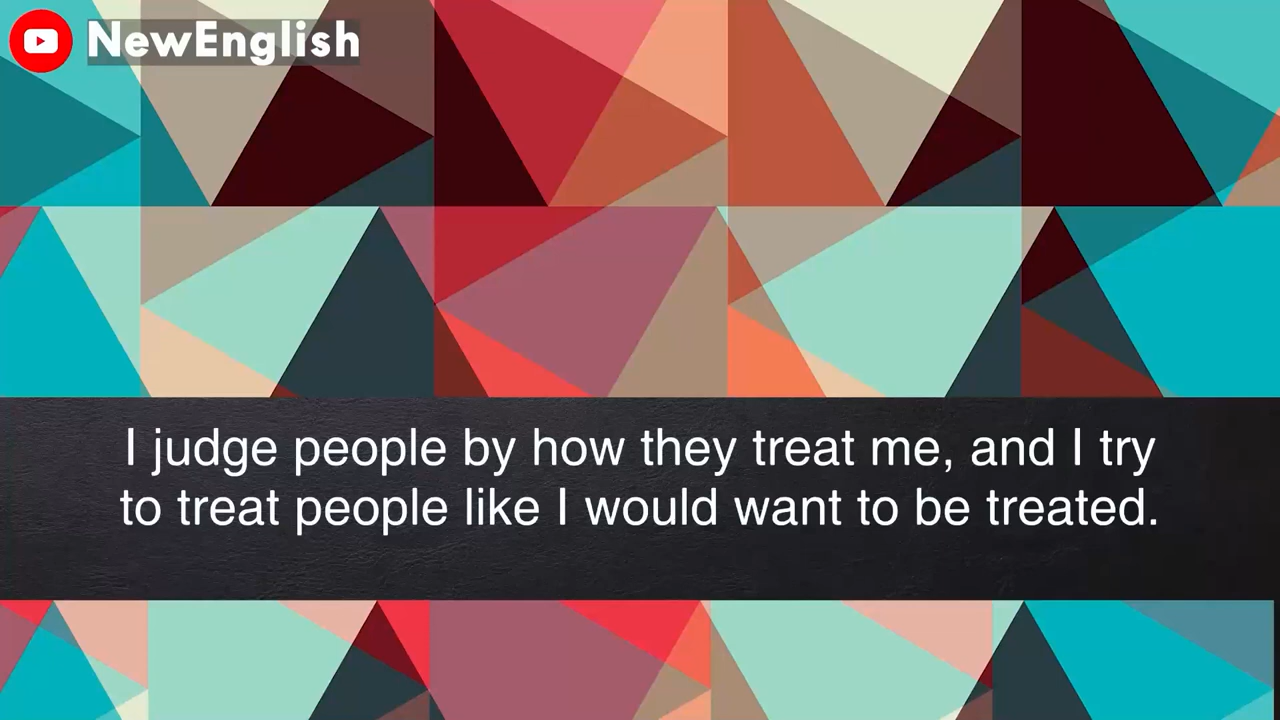 NewEnglish
I judge people by how they treat me, and I try
to treat people like I would want to be treated.